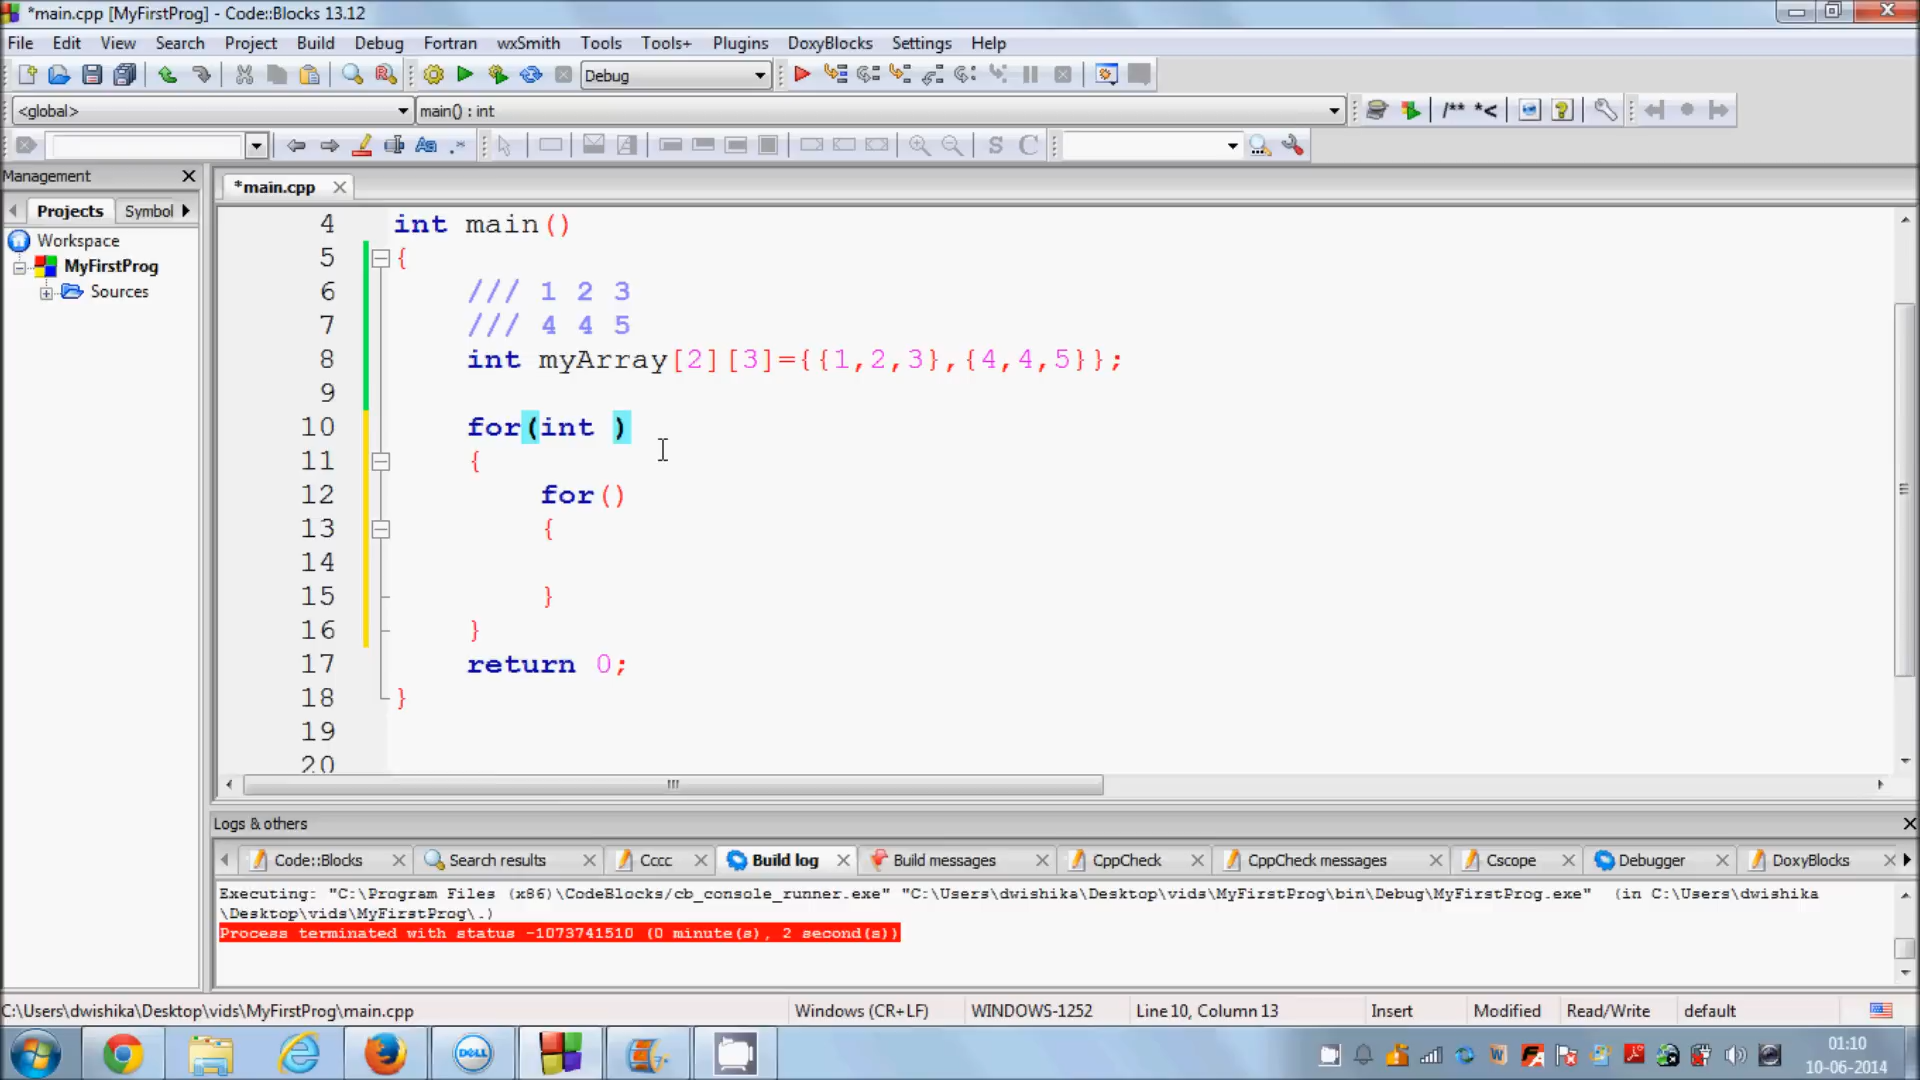 *main.cpp [MyFirstProg] - Code::Blocks 13.12
File Edit View Search Project Build Debug Fortran wxSmith Tools Tools+ Plugins DoxyBlocks Settings Help
Debug
<global> main() : int /** *<
S C
Management
*main.cpp
Projects Symbol
Workspace
MyFirstProg
Sources
4 int main()
5 {
6 /// 1 2 3
7 /// 4 4 5
8 int myArray[2][3]={{1,2,3},{4,4,5}};
9
10 for(int )
11 {
12 for()
13 {
14
15 }
16 }
17 return 0;
18 }
19
20
Logs & others
Code::Blocks Search results Cccc Build log Build messages CppCheck CppCheck messages Cscope Debugger DoxyBlocks
Executing: "C:\Program Files (x86)\CodeBlocks/cb_console_runner.exe" "C:\Users\dwishika\Desktop\vids\MyFirstProg\bin\Debug\MyFirstProg.exe" (in C:\Users\dwishika
\Desktop\vids\MyFirstProg\.)
Process terminated with status -1073741510 (0 minute(s), 2 second(s))
C:\Users\dwishika\Desktop\vids\MyFirstProg\main.cpp Windows (CR+LF) WINDOWS-1252 Line 10, Column 13 Insert Modified Read/Write default
DELL
01:10
10-06-2014